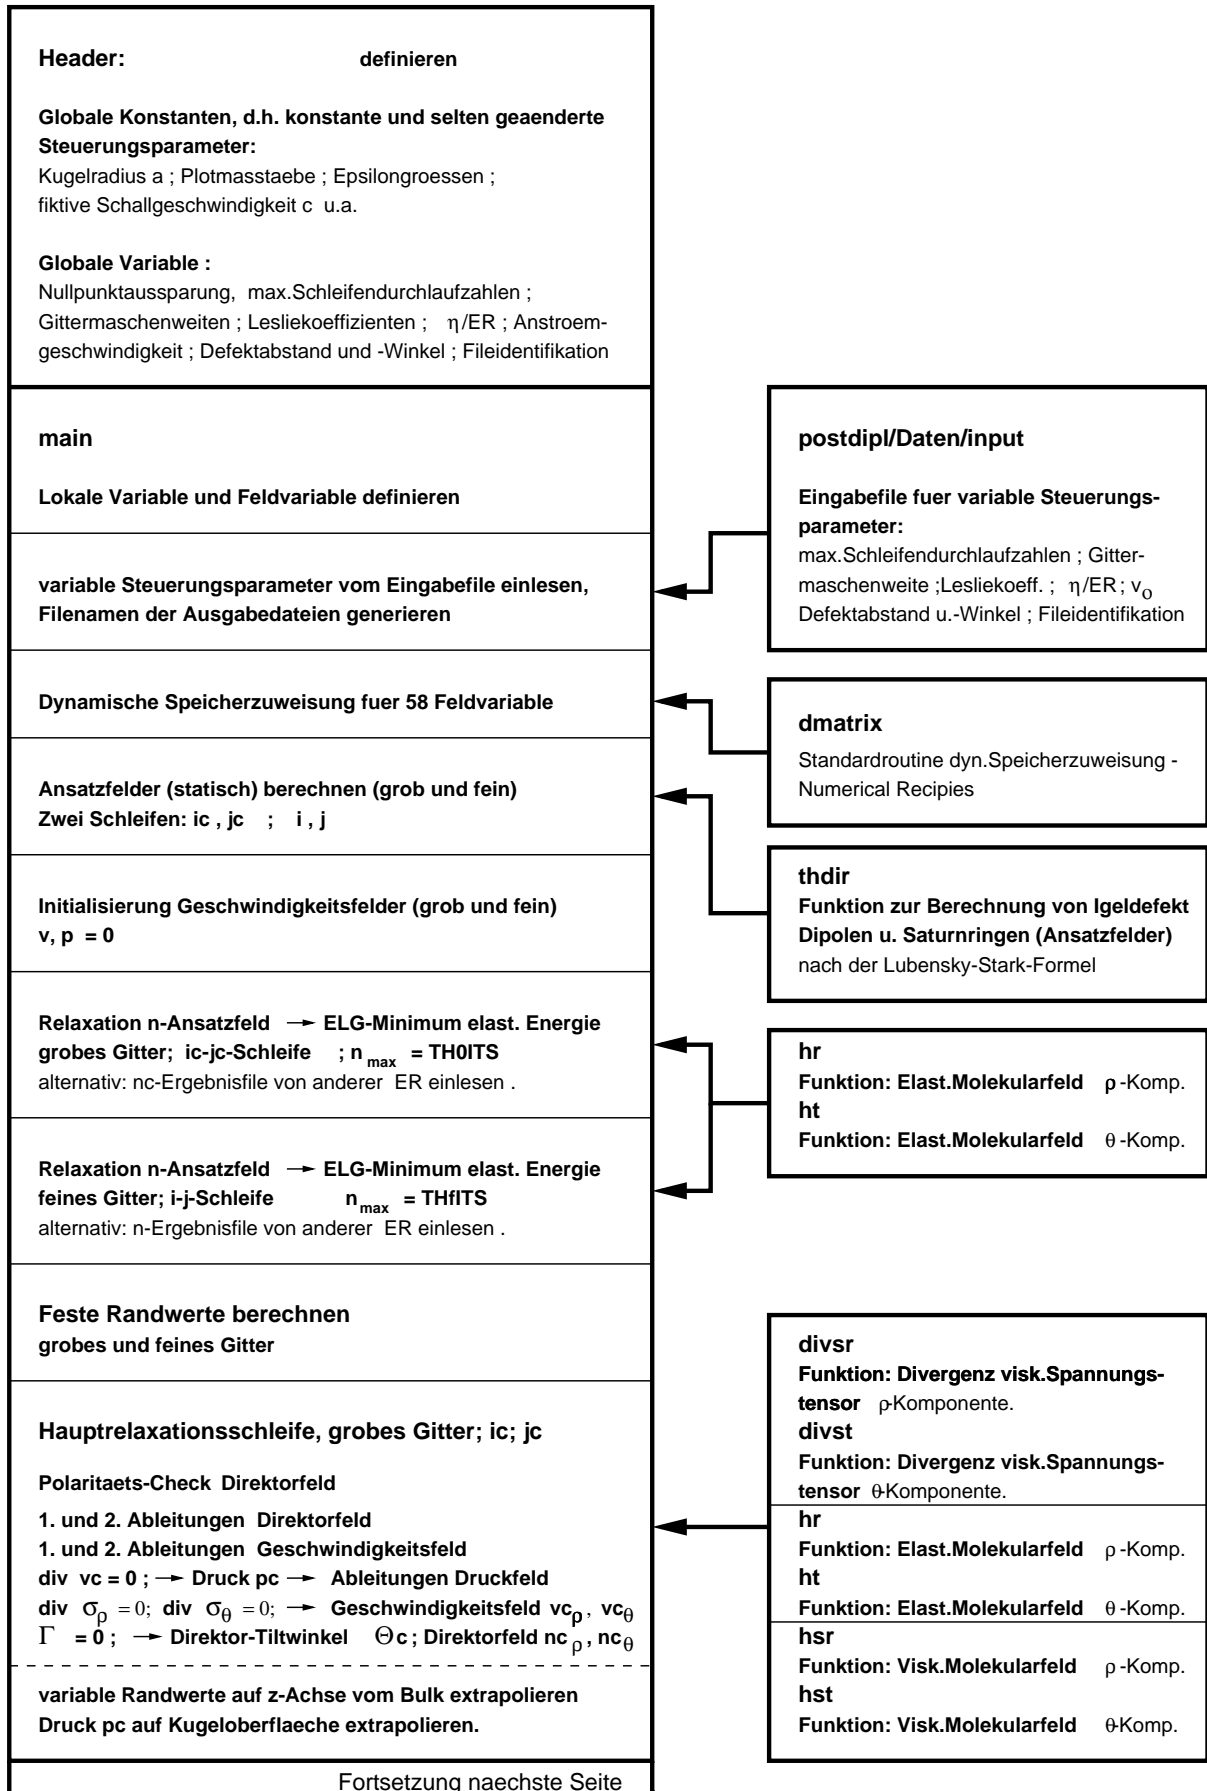 Header: definieren
Globale Konstanten, d.h. konstante und selten geaenderte
Steuerungsparameter:
Kugelradius a ; Plotmasstaebe ; Epsilongroessen ;
fiktive Schallgeschwindigkeit c u.a.
Globale Variable :
Nullpunktaussparung, max.Schleifendurchlaufzahlen ;
Gittermaschenweiten ; Lesliekoeffizienten ; η/ER ; Anstroem-
geschwindigkeit ; Defektabstand und -Winkel ; Fileidentifikation
main
Lokale Variable und Feldvariable definieren
variable Steuerungsparameter vom Eingabefile einlesen,
Filenamen der Ausgabedateien generieren
Dynamische Speicherzuweisung fuer 58 Feldvariable
Ansatzfelder (statisch) berechnen (grob und fein)
Zwei Schleifen: ic , jc ; i , j
Initialisierung Geschwindigkeitsfelder (grob und fein)
v, p = 0
Relaxation n-Ansatzfeld → ELG-Minimum elast. Energie
grobes Gitter; ic-jc-Schleife ; n max = TH0ITS
alternativ: nc-Ergebnisfile von anderer ER einlesen .
Relaxation n-Ansatzfeld → ELG-Minimum elast. Energie
feines Gitter; i-j-Schleife n max = THfITS
alternativ: n-Ergebnisfile von anderer ER einlesen .
Feste Randwerte berechnen
grobes und feines Gitter
Hauptrelaxationsschleife, grobes Gitter; ic; jc
Polaritaets-Check Direktorfeld
1. und 2. Ableitungen Direktorfeld
1. und 2. Ableitungen Geschwindigkeitsfeld
div vc = 0 ; → Druck pc → Ableitungen Druckfeld
div σρ = 0; div σθ = 0; → Geschwindigkeitsfeld vcρ, vcθ
Γ = 0 ; → Direktor-Tiltwinkel Θc ; Direktorfeld ncρ, ncθ
variable Randwerte auf z-Achse vom Bulk extrapolieren
Druck pc auf Kugeloberflaeche extrapolieren.
Fortsetzung naechste Seite
postdipl/Daten/input
Eingabefile fuer variable Steuerungs-
parameter:
max.Schleifendurchlaufzahlen ; Gitter-
maschenweite ;Lesliekoeff. ; η/ER ; vo
Defektabstand u.-Winkel ; Fileidentifikation
dmatrix
Standardroutine dyn.Speicherzuweisung -
Numerical Recipies
thdir
Funktion zur Berechnung von Igeldefekt
Dipolen u. Saturnringen (Ansatzfelder)
nach der Lubensky-Stark-Formel
hr
Funktion: Elast.Molekularfeld ρ-Komp.
ht
Funktion: Elast.Molekularfeld θ-Komp.
divsr
Funktion: Divergenz visk.Spannungs-
tensor ρ-Komponente.
divst
Funktion: Divergenz visk.Spannungs-
tensor θ-Komponente.
hr
Funktion: Elast.Molekularfeld ρ-Komp.
ht
Funktion: Elast.Molekularfeld θ-Komp.
hsr
Funktion: Visk.Molekularfeld ρ-Komp.
hst
Funktion: Visk.Molekularfeld θ-Komp.